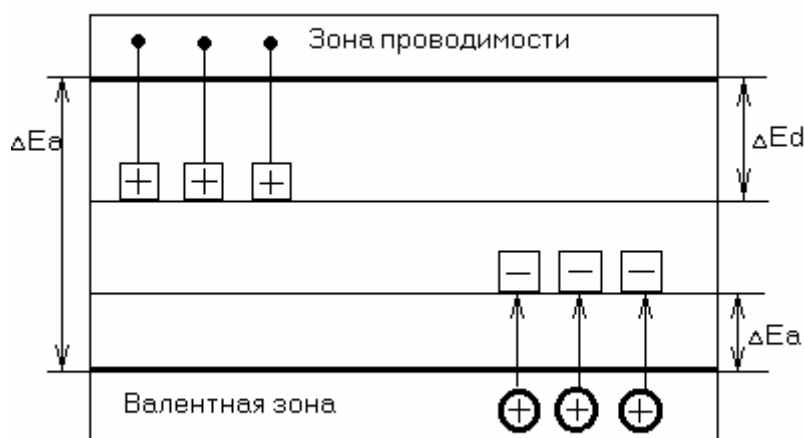 Зона проводимости
ΔEa
ΔEd
+ + +
− − −
ΔEa
Валентная зона
+ + +